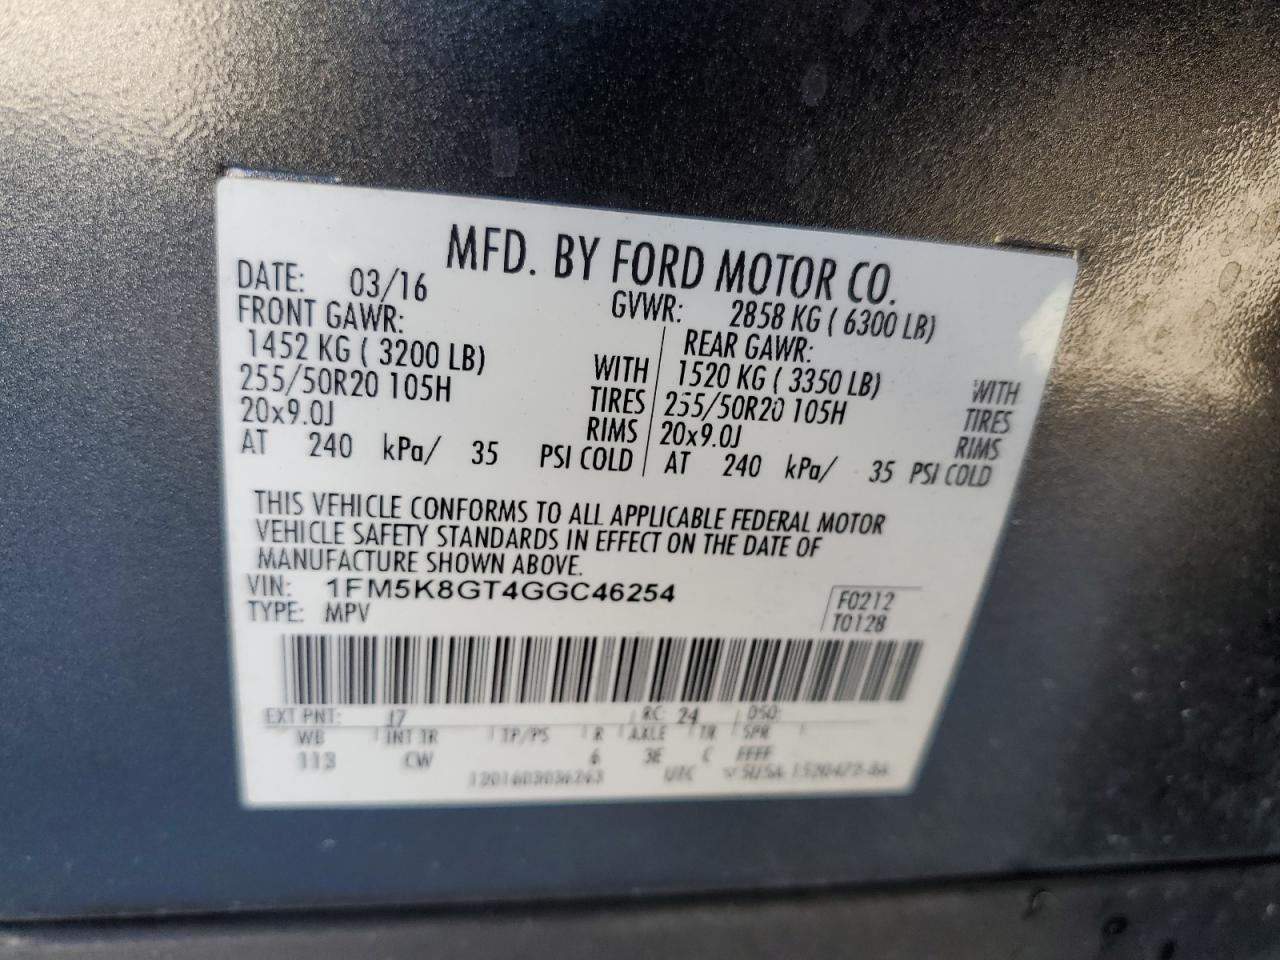 MFD. BY FORD MOTOR CO.
DATE: 03/16 GVWR: 2858 KG ( 6300 LB)
FRONT GAWR: REAR GAWR:
1452 KG ( 3200 LB) WITH 1520 KG ( 3350 LB) WITH
255/50R20 105H TIRES 255/50R20 105H TIRES
20x9.0J RIMS 20x9.0J RIMS
AT 240 kPa/ 35 PSI COLD AT 240 kPa/ 35 PSI COLD
THIS VEHICLE CONFORMS TO ALL APPLICABLE FEDERAL MOTOR
VEHICLE SAFETY STANDARDS IN EFFECT ON THE DATE OF
MANUFACTURE SHOWN ABOVE.
VIN: 1FM5K8GT4GGC46254 F0212
TYPE: MPV T0128
EXT PNT: J7 RC: 24 DSO:
WB INT TR TP/PS R AXLE TR SPR
113 CW 6 3E C FFFF
1201603036263 UTC